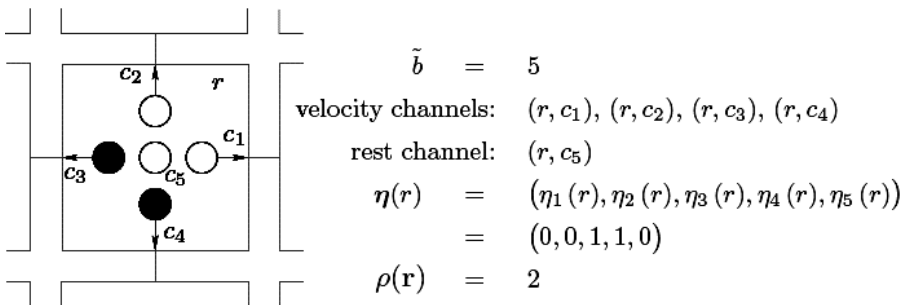 c₂
r
c₁
c₃
c₅
c₄
b̃ = 5
velocity channels: (r, c₁), (r, c₂), (r, c₃), (r, c₄)
rest channel: (r, c₅)
η(r) = (η₁ (r), η₂ (r), η₃ (r), η₄ (r), η₅ (r))
= (0, 0, 1, 1, 0)
ρ(r) = 2